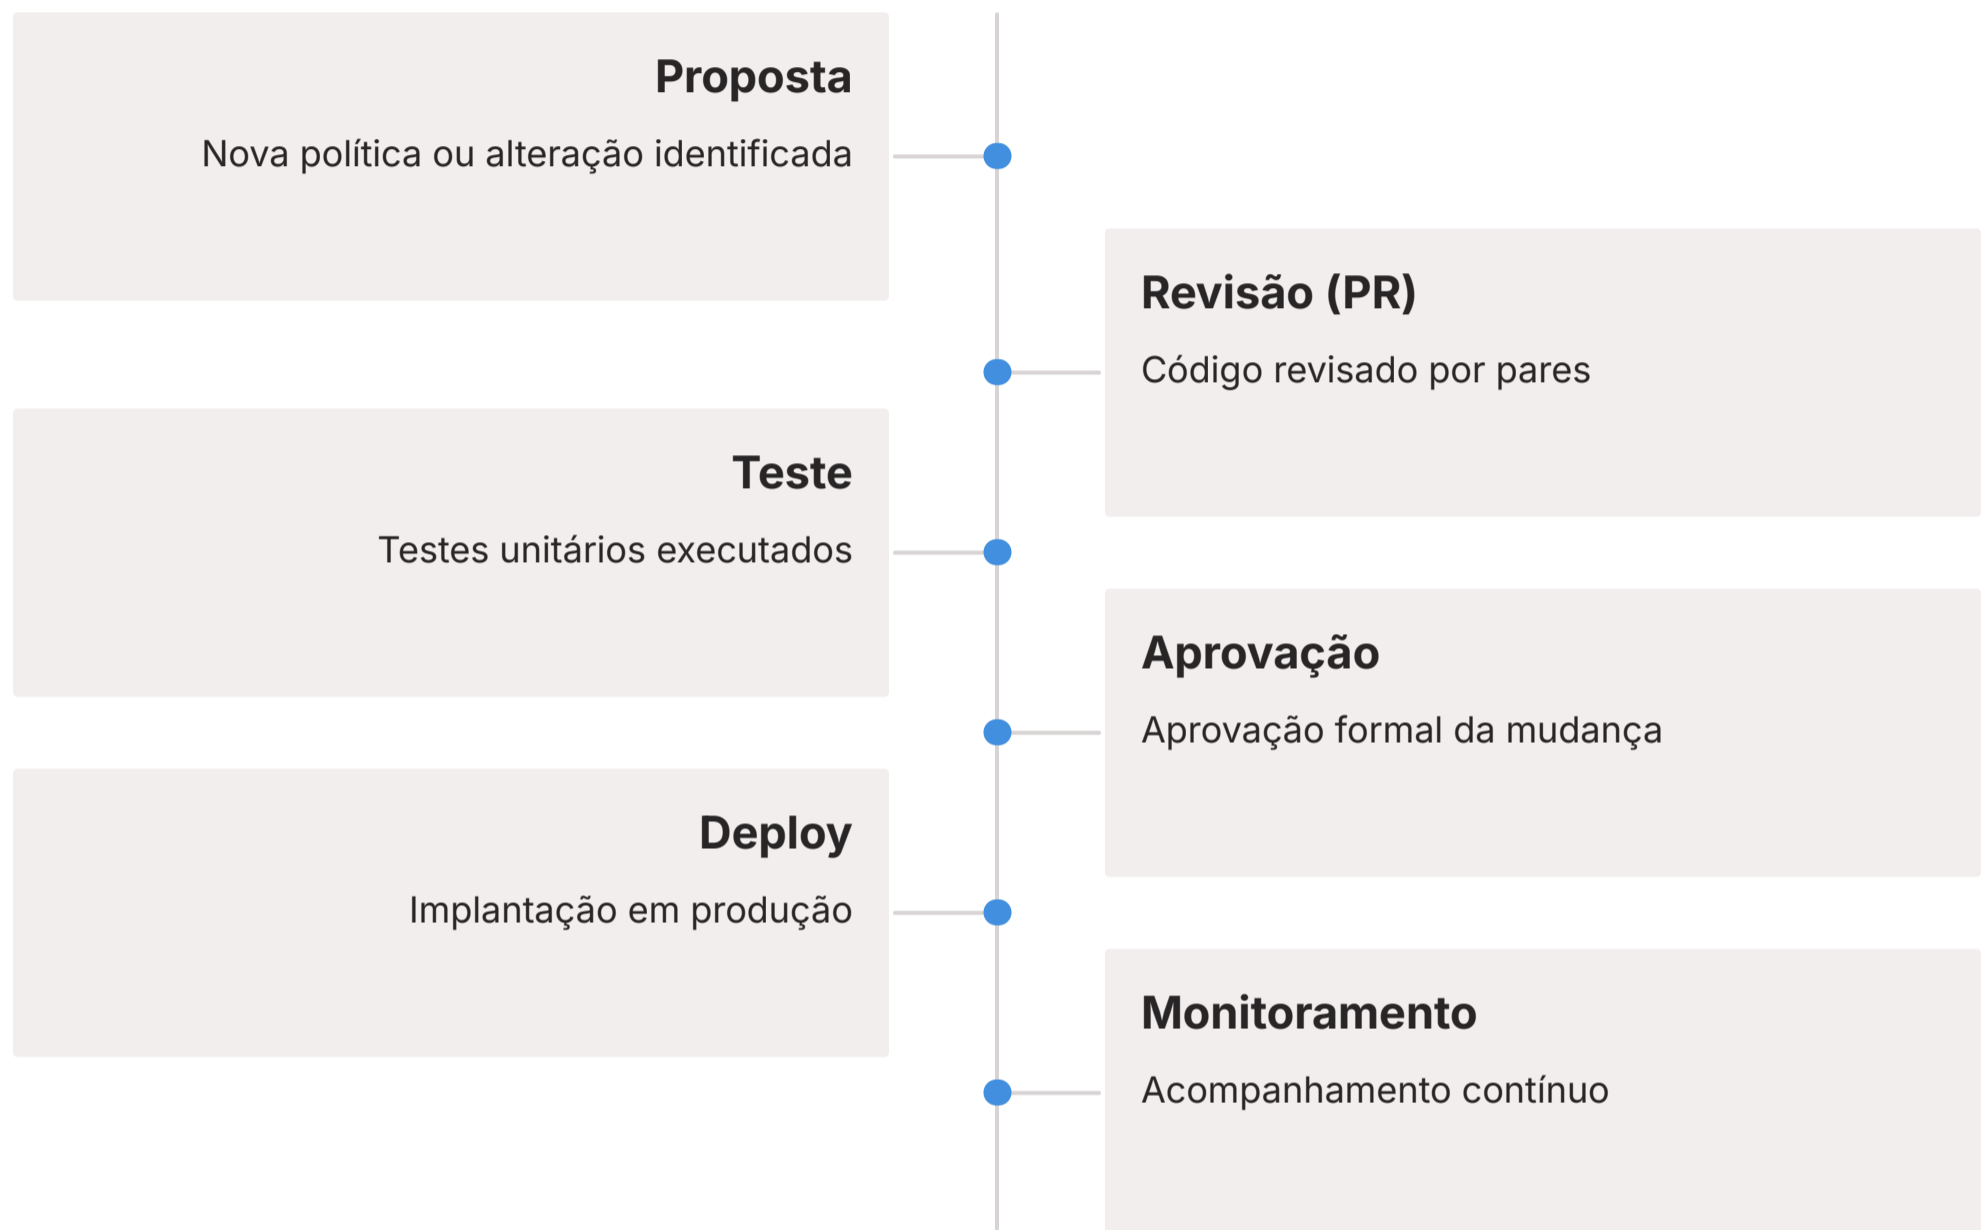 Proposta
Nova política ou alteração identificada
Revisão (PR)
Código revisado por pares
Teste
Testes unitários executados
Aprovação
Aprovação formal da mudança
Deploy
Implantação em produção
Monitoramento
Acompanhamento contínuo